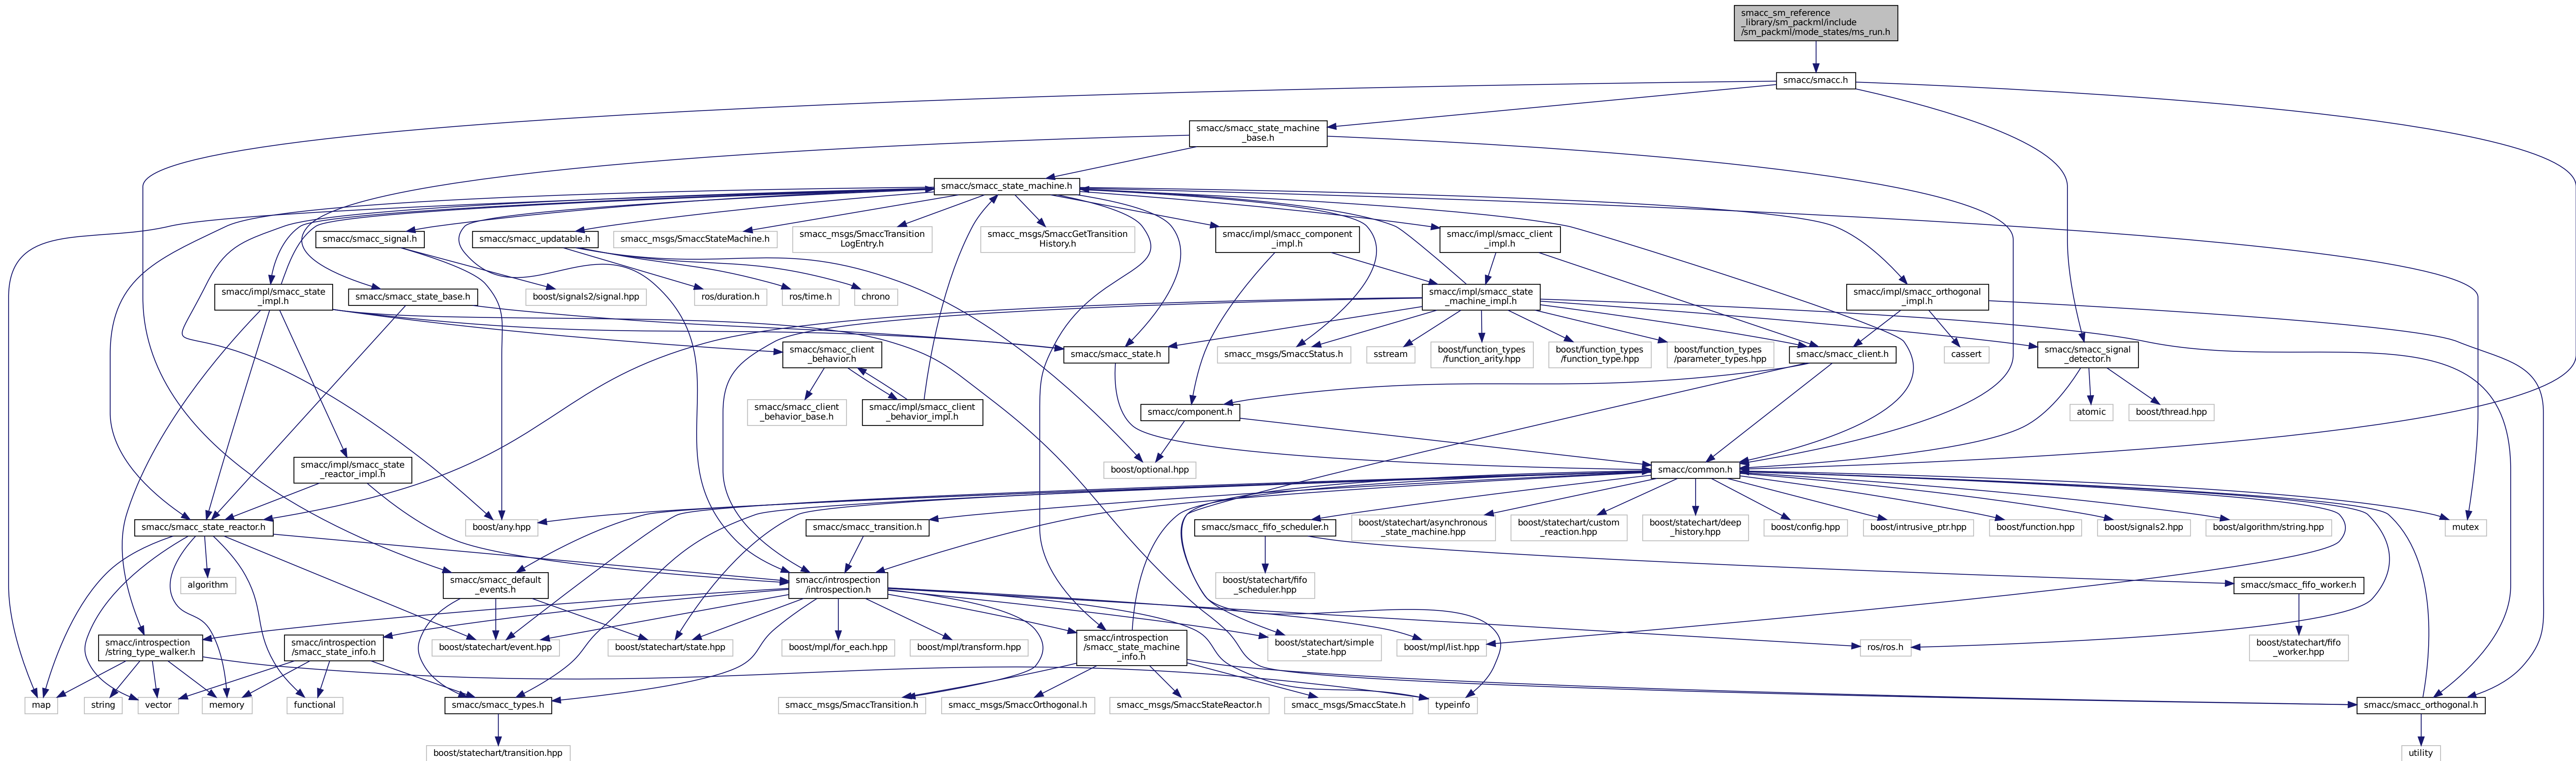 smacc_sm_reference
_library/sm_packml/include
/sm_packml/mode_states/ms_run.h
smacc/smacc.h
smacc/smacc_state_machine
_base.h
smacc/smacc_state_machine.h
smacc/smacc_signal.h
smacc/smacc_updatable.h
smacc_msgs/SmaccStateMachine.h
smacc_msgs/SmaccTransition
LogEntry.h
smacc_msgs/SmaccGetTransition
History.h
smacc/impl/smacc_component
_impl.h
smacc/impl/smacc_client
_impl.h
smacc/impl/smacc_state
_impl.h
smacc/smacc_state_base.h
boost/signals2/signal.hpp
ros/duration.h
ros/time.h
chrono
smacc/impl/smacc_state
_machine_impl.h
smacc/impl/smacc_orthogonal
_impl.h
smacc/smacc_client
_behavior.h
smacc/smacc_state.h
smacc_msgs/SmaccStatus.h
sstream
boost/function_types
/function_arity.hpp
boost/function_types
/function_type.hpp
boost/function_types
/parameter_types.hpp
smacc/smacc_client.h
cassert
smacc/smacc_signal
_detector.h
smacc/smacc_client
_behavior_base.h
smacc/impl/smacc_client
_behavior_impl.h
smacc/component.h
atomic
boost/thread.hpp
smacc/impl/smacc_state
_reactor_impl.h
boost/optional.hpp
smacc/common.h
smacc/smacc_state_reactor.h
boost/any.hpp
smacc/smacc_transition.h
smacc/smacc_fifo_scheduler.h
boost/statechart/asynchronous
_state_machine.hpp
boost/statechart/custom
_reaction.hpp
boost/statechart/deep
_history.hpp
boost/config.hpp
boost/intrusive_ptr.hpp
boost/function.hpp
boost/signals2.hpp
boost/algorithm/string.hpp
mutex
algorithm
smacc/smacc_default
_events.h
smacc/introspection
/introspection.h
boost/statechart/fifo
_scheduler.hpp
smacc/smacc_fifo_worker.h
smacc/introspection
/string_type_walker.h
smacc/introspection
/smacc_state_info.h
boost/statechart/event.hpp
boost/statechart/state.hpp
boost/mpl/for_each.hpp
boost/mpl/transform.hpp
smacc/introspection
/smacc_state_machine
_info.h
boost/statechart/simple
_state.hpp
boost/mpl/list.hpp
ros/ros.h
boost/statechart/fifo
_worker.hpp
map
string
vector
memory
functional
smacc/smacc_types.h
smacc_msgs/SmaccTransition.h
smacc_msgs/SmaccOrthogonal.h
smacc_msgs/SmaccStateReactor.h
smacc_msgs/SmaccState.h
typeinfo
smacc/smacc_orthogonal.h
boost/statechart/transition.hpp
utility